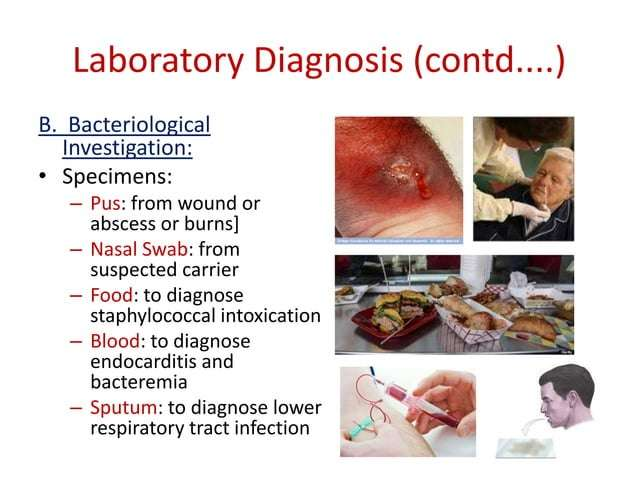 Laboratory Diagnosis (contd....)
B. Bacteriological
Investigation:
• Specimens:
– Pus: from wound or
abscess or burns]
– Nasal Swab: from
suspected carrier
– Food: to diagnose
staphylococcal intoxication
– Blood: to diagnose
endocarditis and
bacteremia
– Sputum: to diagnose lower
respiratory tract infection